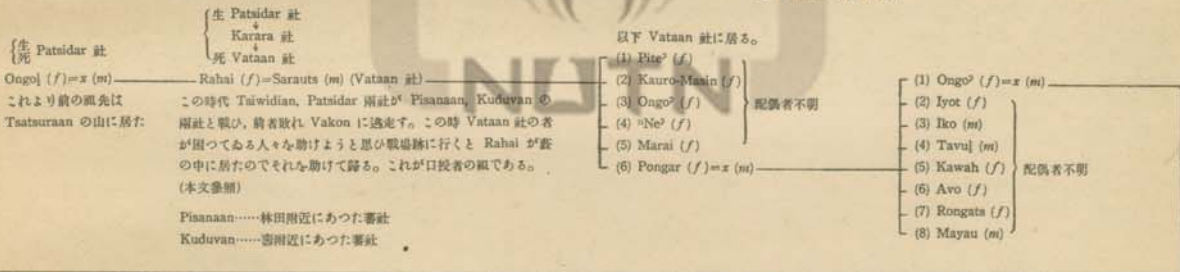 {生 Patsidar 社
↓
Karara 社
↓
死 Vataan 社
{生死 Patsidar 社
Ongol̥ (f)=x (m)
これより前の祖先は
Tsatsuraan の山に居た
Rahai (f)=Sarauts (m) (Vataan 社)
この時代 Taiwidian, Patsidar 兩社が Pisanaan, Kuduvan の
兩社と戰ひ, 前者敗れ Vakon に逃走す。この時 Vataan 社の者
が困つてゐる人々を助けようと思ひ戰場跡に行くと Rahai が藪
の中に居たのでそれを助けて歸る。これが口授者の祖である。
(本文參照)
Pisanaan……林田附近にあつた蕃社
Kuduvan……附近にあつた蕃社
以下 Vataan 社に居る。
(1) Piteˀ (f)
(2) Kauro-Masin (f)
(3) Ongoˀ (f)
(4) ⁿNeˀ (f)
(5) Marai (f)
配偶者不明
(6) Pongar (f)=x (m)
(1) Ongoˀ (f)=x (m)
(2) Iyot (f)
(3) Iko (m)
(4) Tavul̥ (m)
(5) Kawah (f)
(6) Avo (f)
(7) Rongats (f)
(8) Mayau (m)
配偶者不明
NUTN